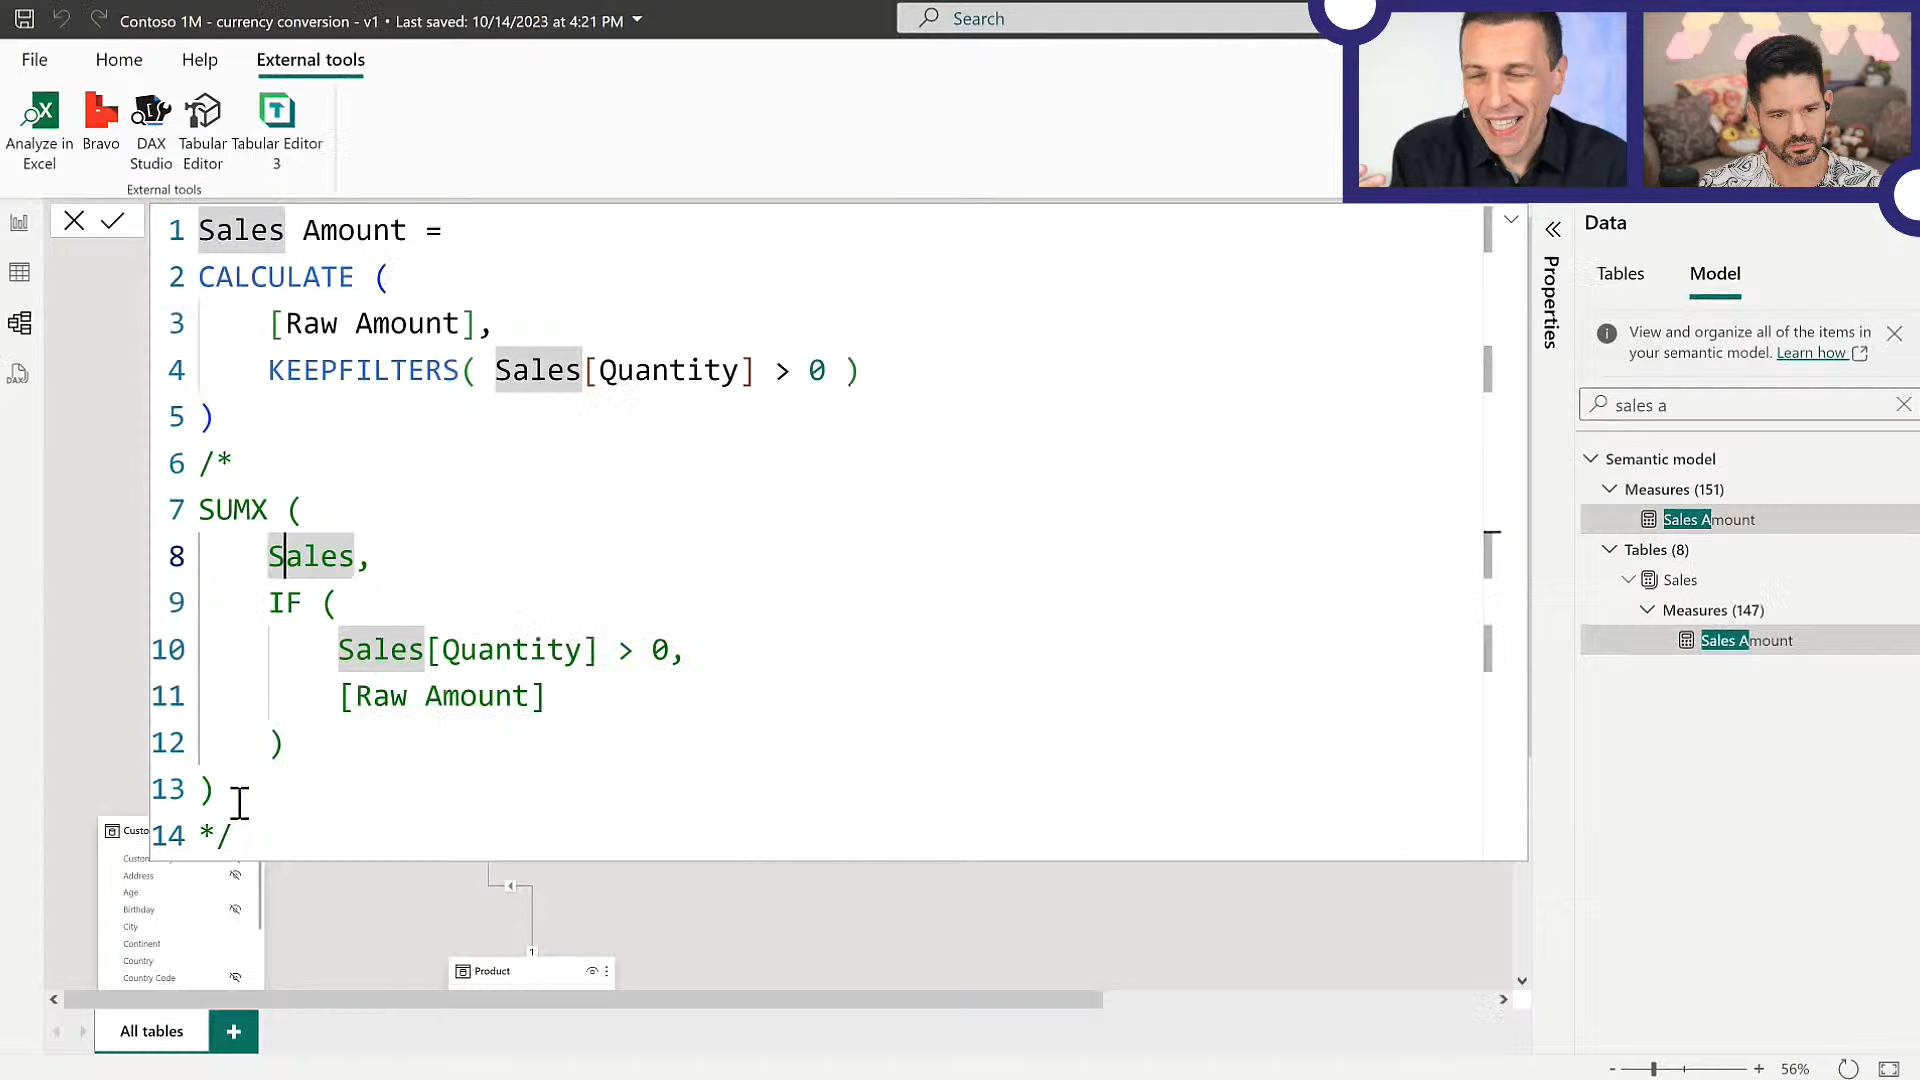 Contoso 1M - currency conversion - v1 • Last saved: 10/14/2023 at 4:21 PM
Search
File
Home
Help
External tools
Analyze in
Excel
Bravo
DAX
Studio
Tabular
Editor
Tabular Editor
3
External tools
1 Sales Amount =
2 CALCULATE (
3 [Raw Amount],
4 KEEPFILTERS( Sales[Quantity] > 0 )
5 )
6 /*
7 SUMX (
8 Sales,
9 IF (
10 Sales[Quantity] > 0,
11 [Raw Amount]
12 )
13 )
14 */
Properties
Data
Tables
Model
View and organize all of the items in
your semantic model. Learn how
sales a
Semantic model
Measures (151)
Sales Amount
Tables (8)
Sales
Measures (147)
Sales Amount
DAX
Custo
Address
Age
Birthday
City
Continent
Country
Country Code
1
Product
All tables
+
- + 56%